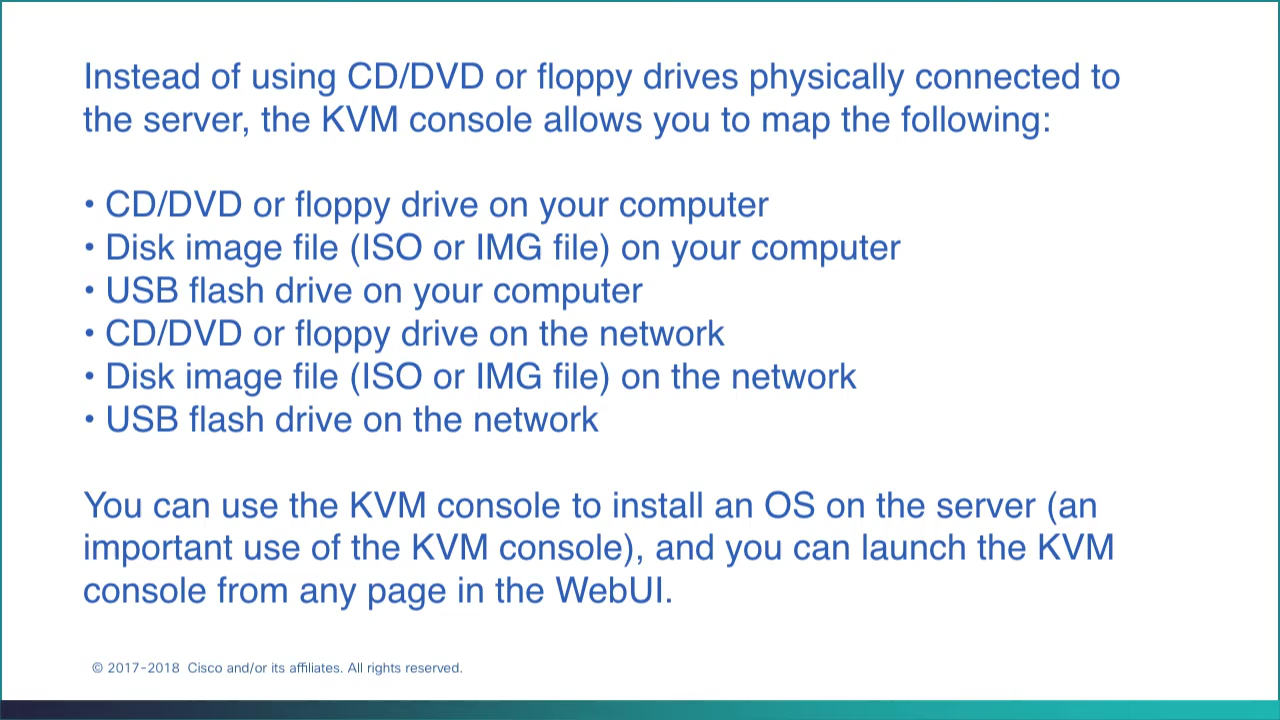 Instead of using CD/DVD or floppy drives physically connected to
the server, the KVM console allows you to map the following:
• CD/DVD or floppy drive on your computer
• Disk image file (ISO or IMG file) on your computer
• USB flash drive on your computer
• CD/DVD or floppy drive on the network
• Disk image file (ISO or IMG file) on the network
• USB flash drive on the network
You can use the KVM console to install an OS on the server (an
important use of the KVM console), and you can launch the KVM
console from any page in the WebUI.
© 2017-2018 Cisco and/or its affiliates. All rights reserved.